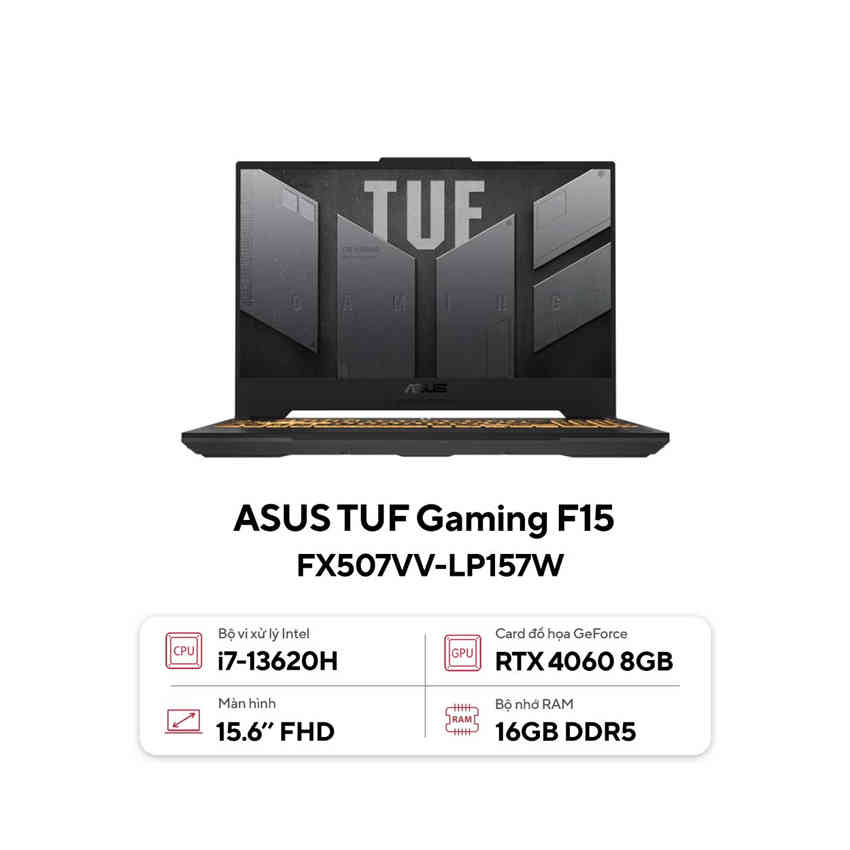 TUF
GAMING
ASUS
ASUS TUF Gaming F15
FX507VV-LP157W
CPU
Bộ vi xử lý Intel
i7-13620H
GPU
Card đồ họa GeForce
RTX 4060 8GB
Màn hình
15.6” FHD
RAM
Bộ nhớ RAM
16GB DDR5